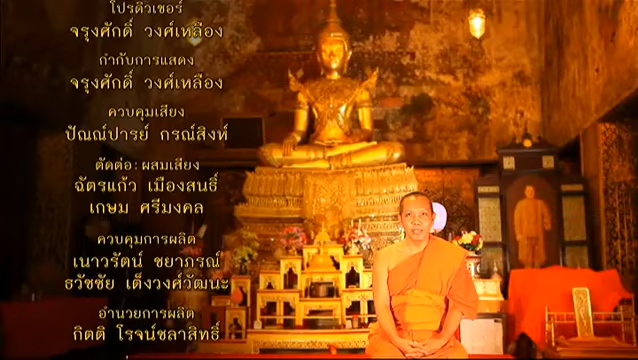 โปรดิวเซอร์
จรุงศักดิ์ วงศ์เหลือง
กำกับการแสดง
จรุงศักดิ์ วงศ์เหลือง
ควบคุมเสียง
ปัณณ์ปารย์ กรณ์สิงห์
ตัดต่อ: ผสมเสียง
ฉัตรแก้ว เมืองสนธิ์
เกษม ศรีมงคล
ควบคุมการผลิต
เนาวรัตน์ ชยาภรณ์
ธวัชชัย เต็งวงศ์วัฒนะ
อำนวยการผลิต
กิตติ โรจน์ชลาสิทธิ์